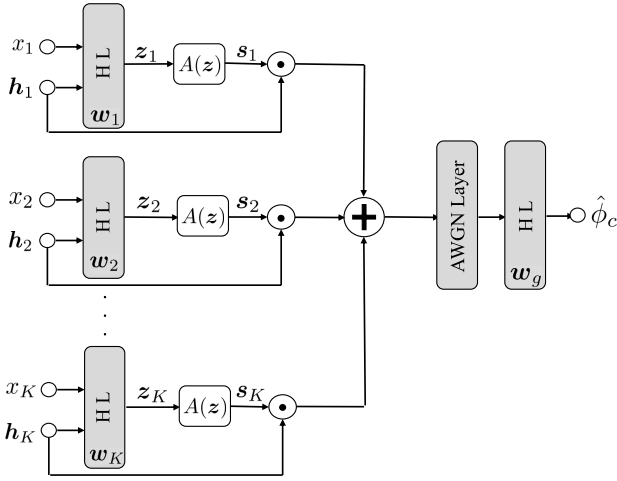 x₁
h₁
H L
w₁
z₁
A(z)
s₁
x₂
h₂
H L
w₂
z₂
A(z)
s₂
x_K
h_K
H L
w_K
z_K
A(z)
s_K
+
AWGN Layer
H L
w_g
ϕ̂_c